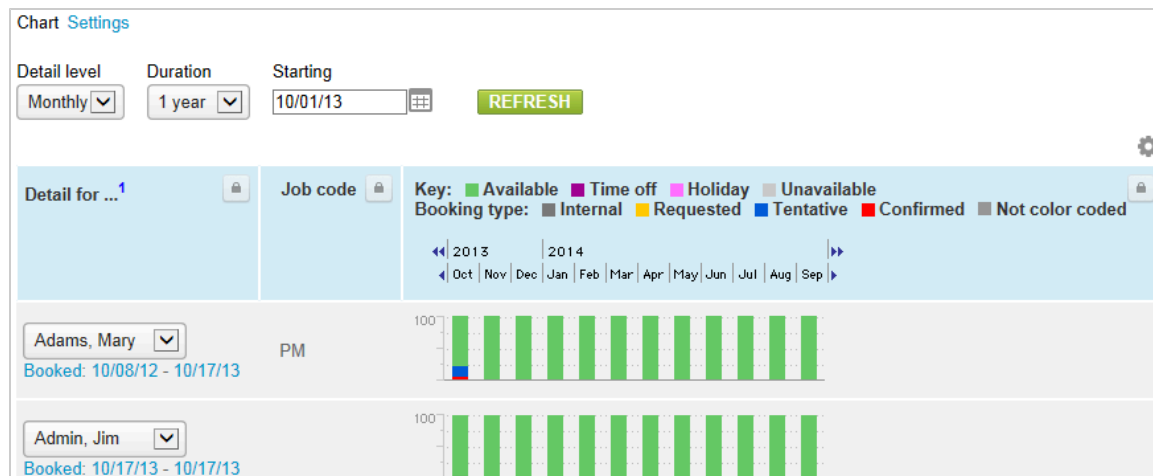 Chart Settings
Detail level Duration Starting
Monthly 1 year 10/01/13 REFRESH
Detail for ...1 Job code Key: Available Time off Holiday Unavailable
Booking type: Internal Requested Tentative Confirmed Not color coded
2013 2014
Oct Nov Dec Jan Feb Mar Apr May Jun Jul Aug Sep
100
Adams, Mary PM
Booked: 10/08/12 - 10/17/13
100
Admin, Jim
Booked: 10/17/13 - 10/17/13